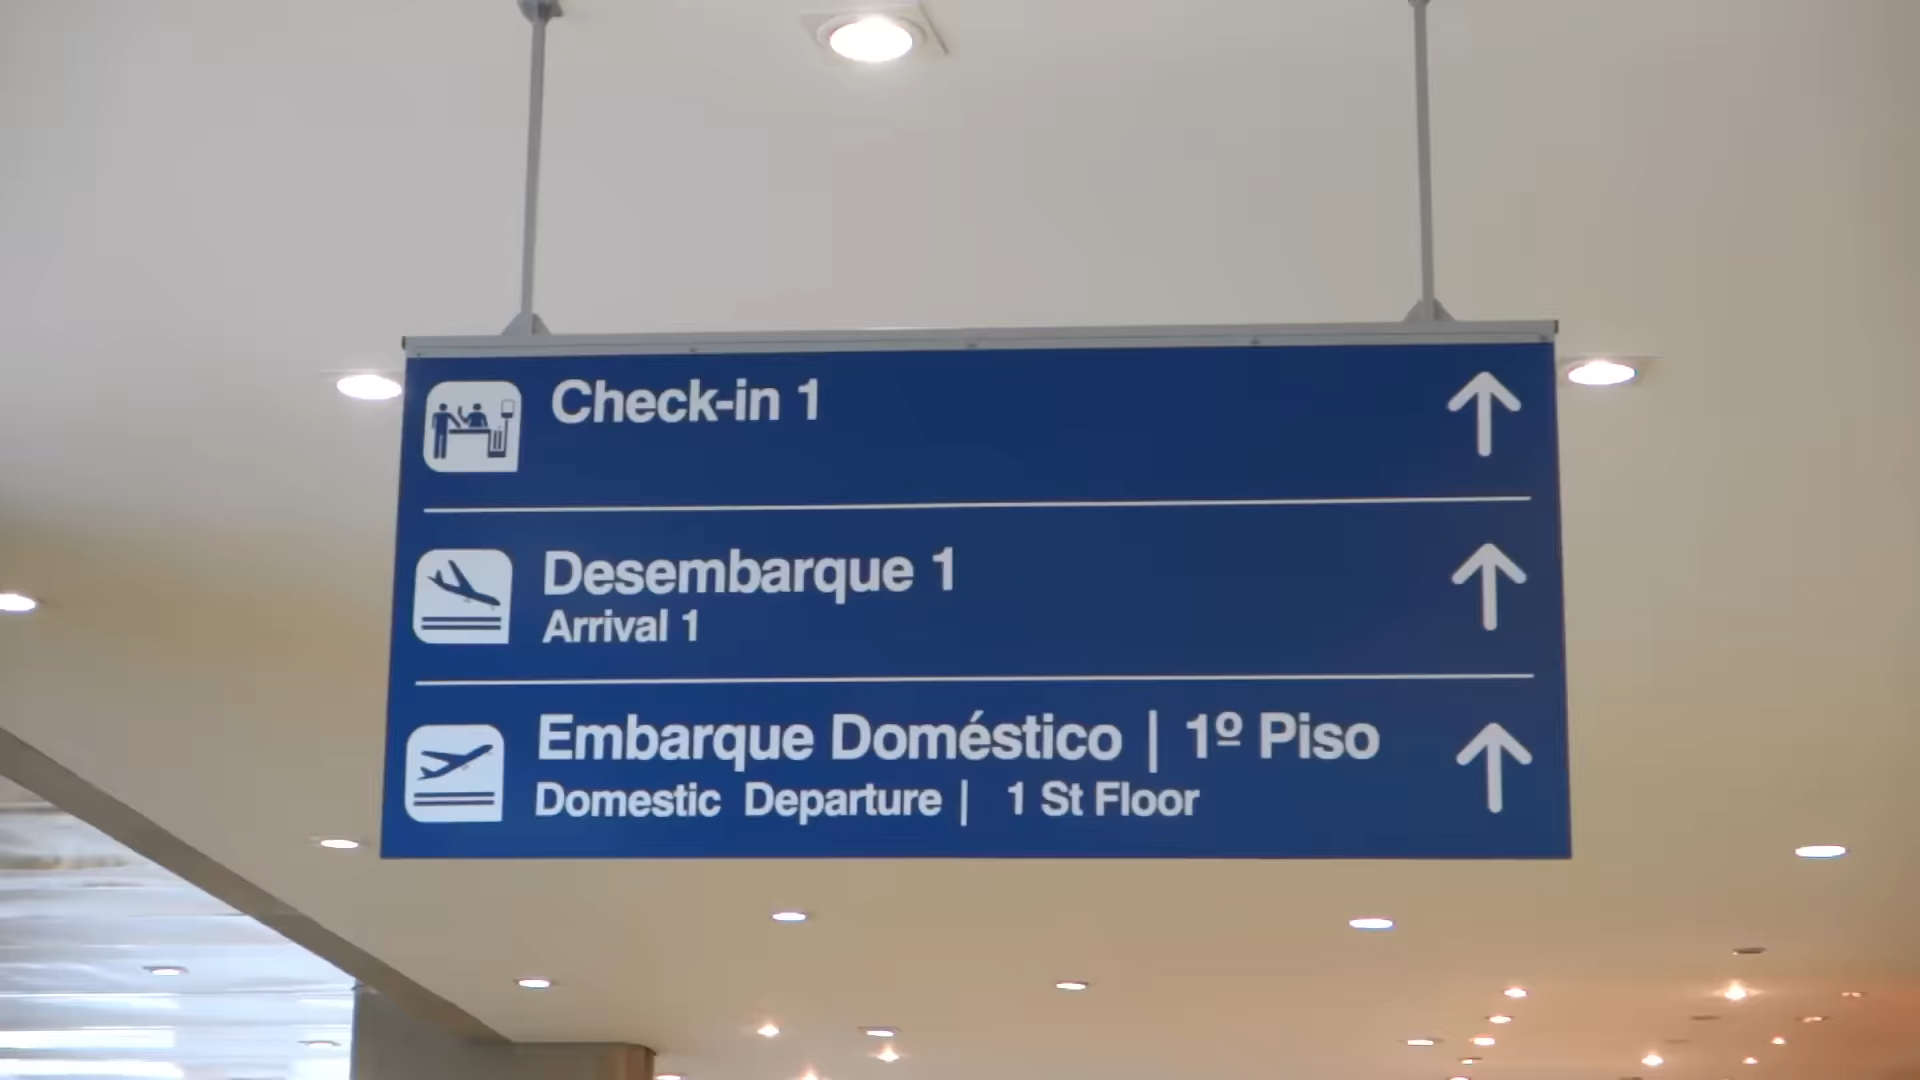 Check-in 1
Desembarque 1
Arrival 1
Embarque Doméstico | 1º Piso
Domestic Departure | 1 St Floor